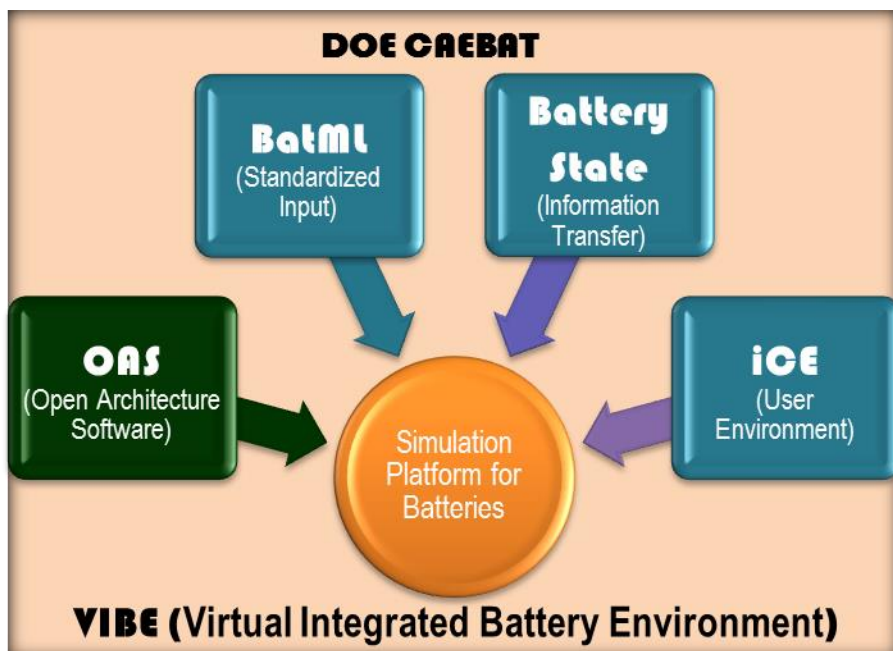 DOE CAEBAT
BatML
(Standardized
Input)
Battery
State
(Information
Transfer)
OAS
(Open Architecture
Software)
iCE
(User
Environment)
Simulation
Platform for
Batteries
VIBE (Virtual Integrated Battery Environment)